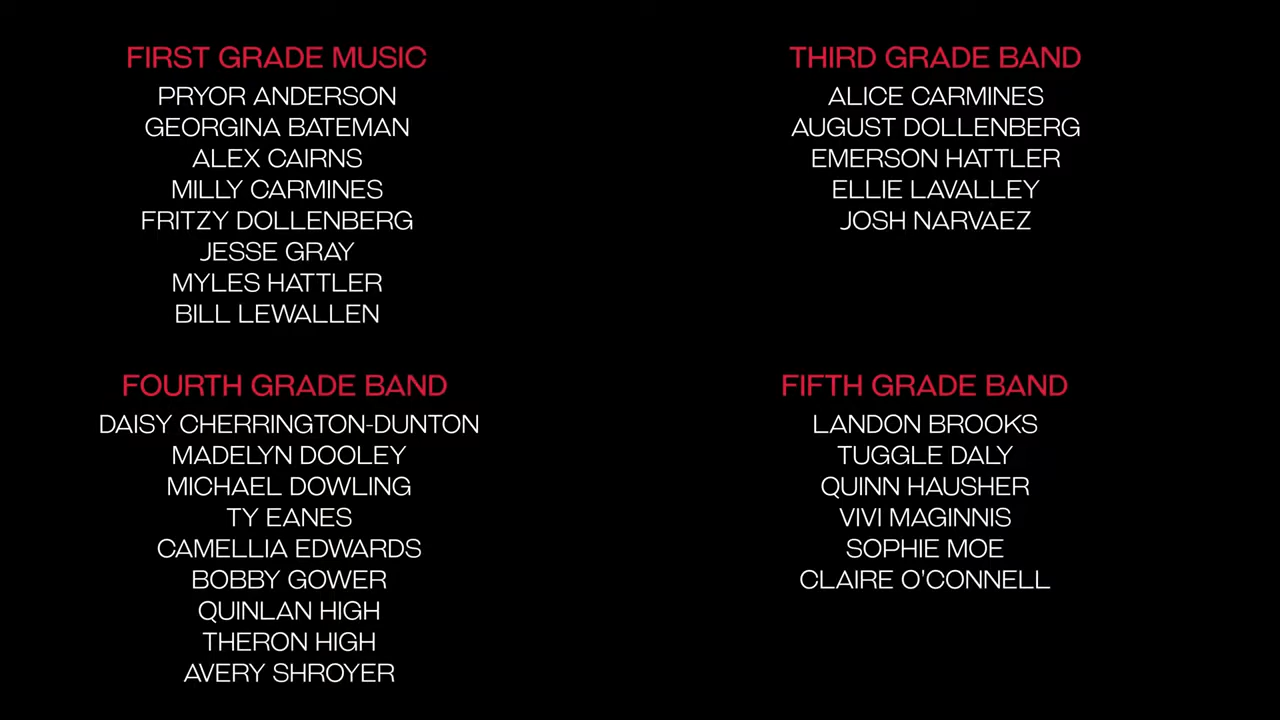 FIRST GRADE MUSIC
PRYOR ANDERSON
GEORGINA BATEMAN
ALEX CAIRNS
MILLY CARMINES
FRITZY DOLLENBERG
JESSE GRAY
MYLES HATTLER
BILL LEWALLEN
THIRD GRADE BAND
ALICE CARMINES
AUGUST DOLLENBERG
EMERSON HATTLER
ELLIE LAVALLEY
JOSH NARVAEZ
FOURTH GRADE BAND
DAISY CHERRINGTON-DUNTON
MADELYN DOOLEY
MICHAEL DOWLING
TY EANES
CAMELLIA EDWARDS
BOBBY GOWER
QUINLAN HIGH
THERON HIGH
AVERY SHROYER
FIFTH GRADE BAND
LANDON BROOKS
TUGGLE DALY
QUINN HAUSHER
VIVI MAGINNIS
SOPHIE MOE
CLAIRE O'CONNELL